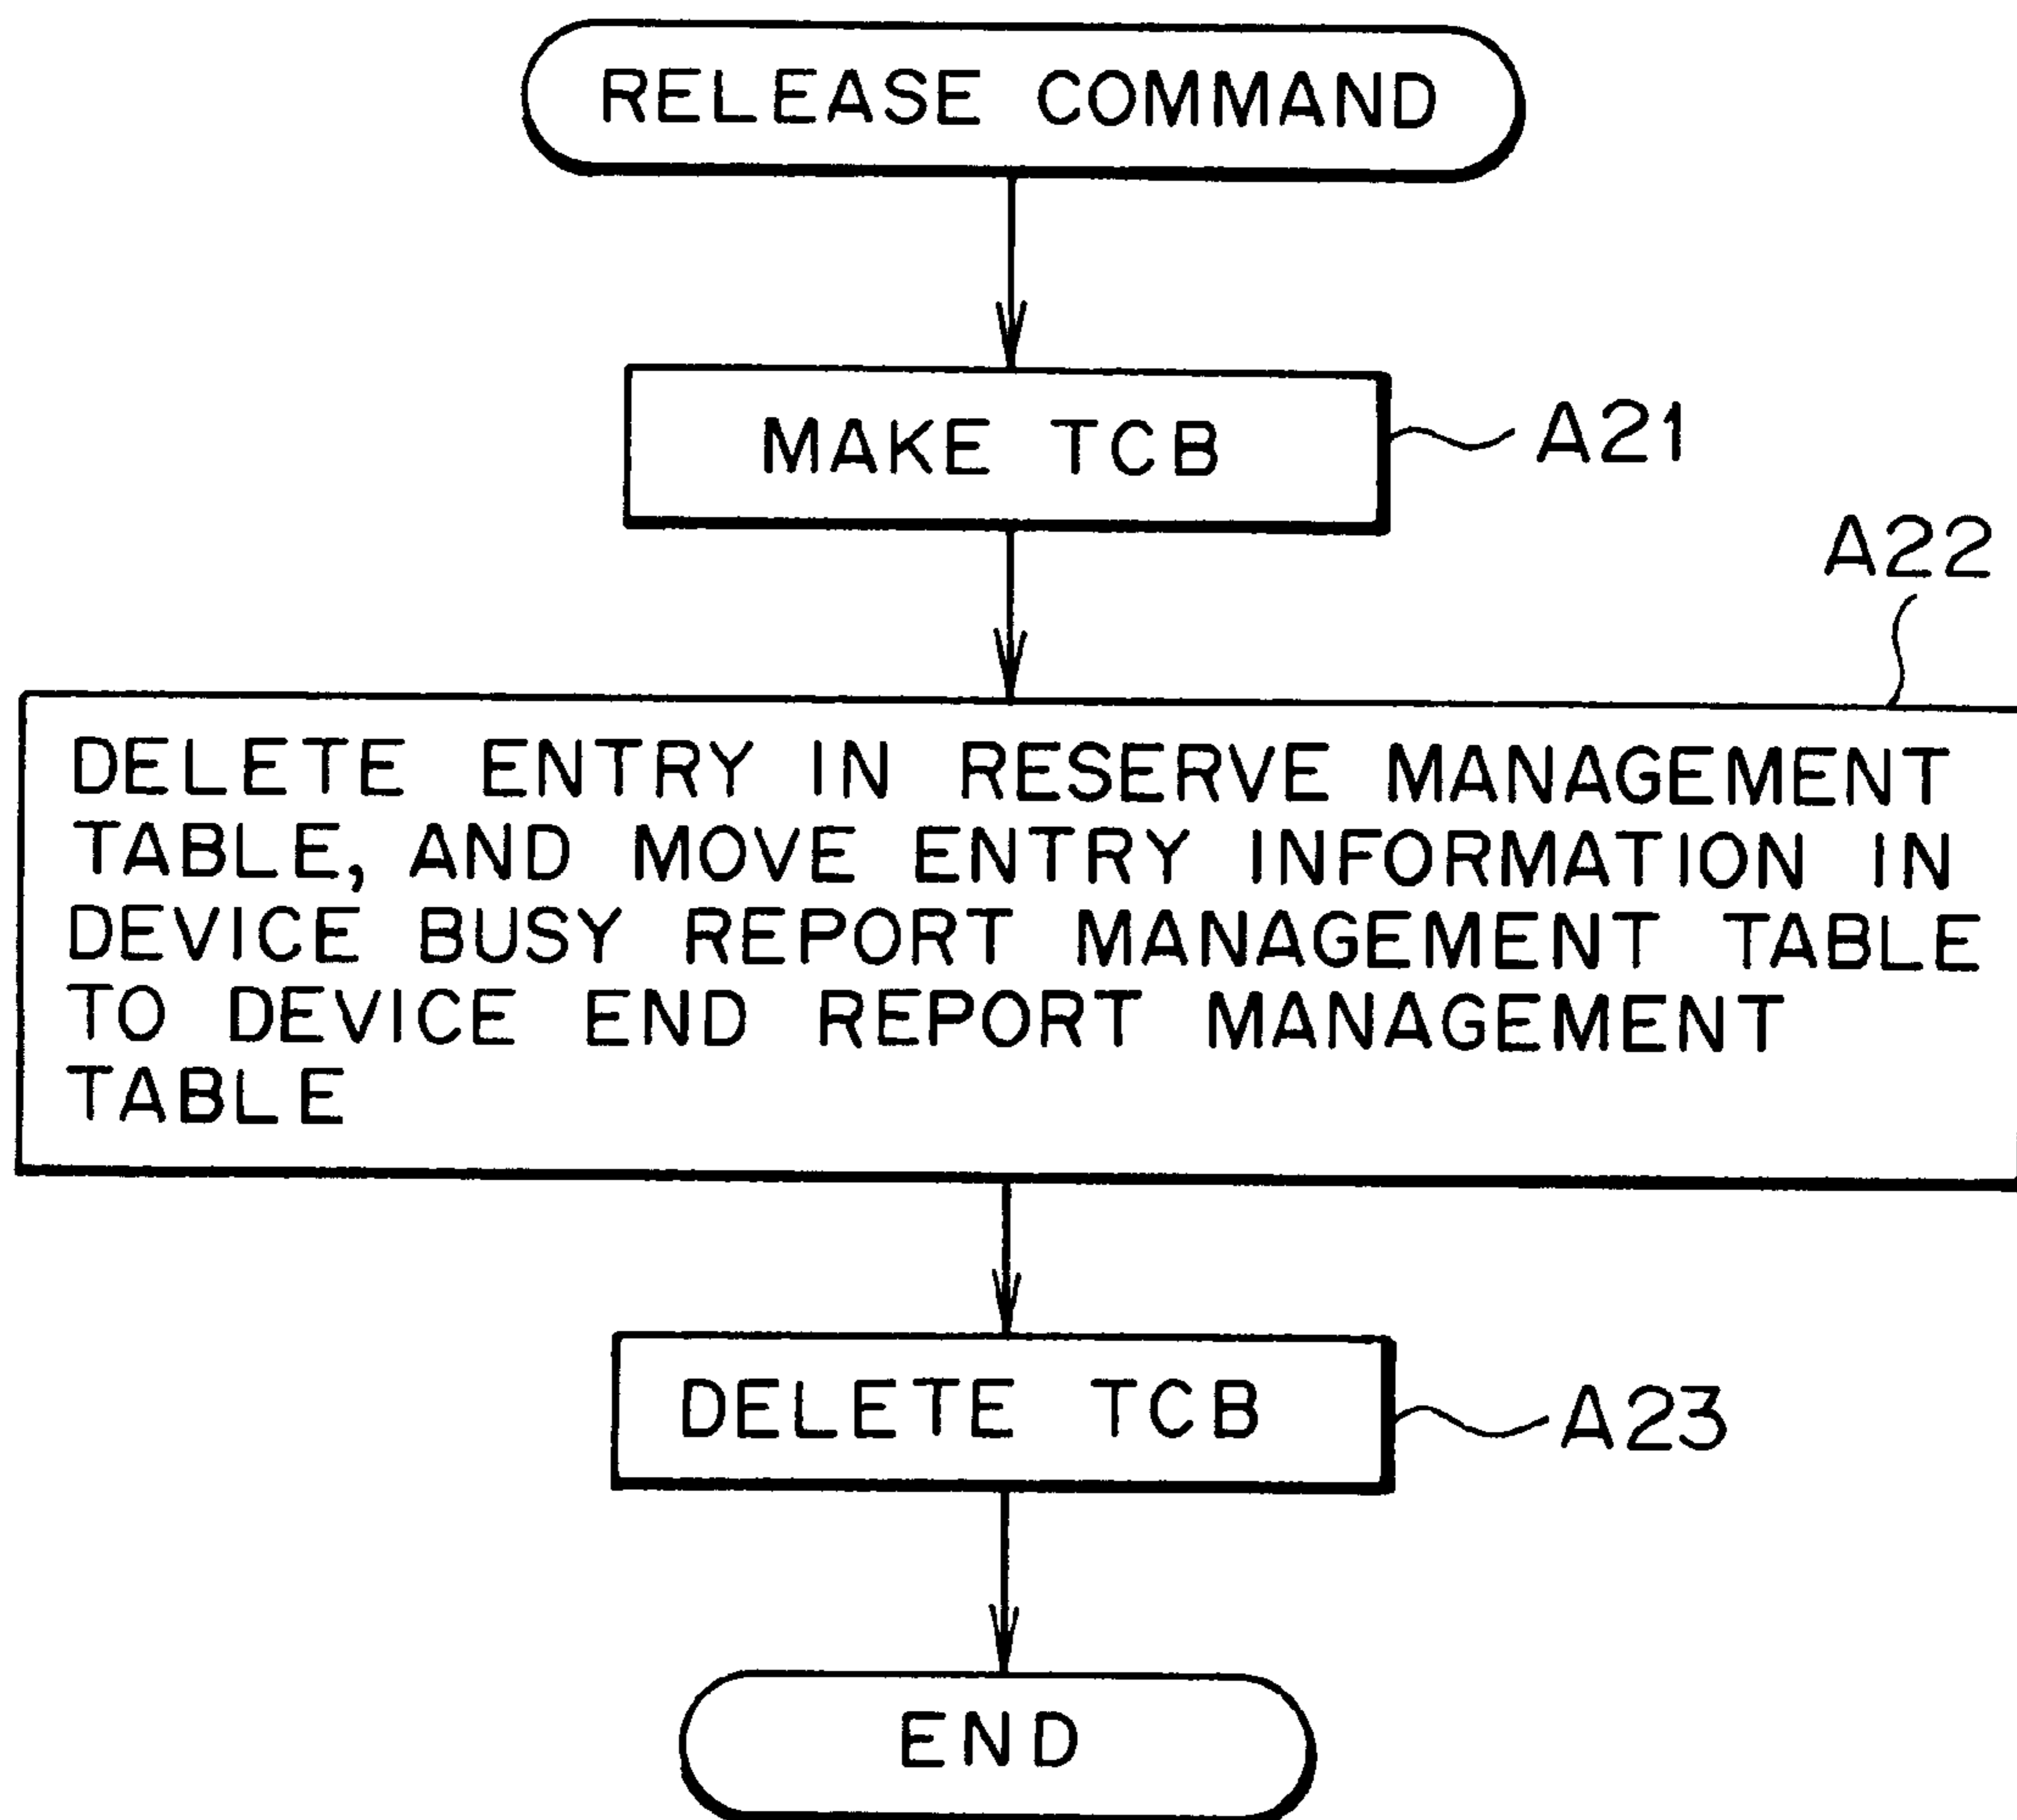 RELEASE COMMAND
MAKE TCB
A21
A22
DELETE ENTRY IN RESERVE MANAGEMENT
TABLE, AND MOVE ENTRY INFORMATION IN
DEVICE BUSY REPORT MANAGEMENT TABLE
TO DEVICE END REPORT MANAGEMENT
TABLE
DELETE TCB
A23
END